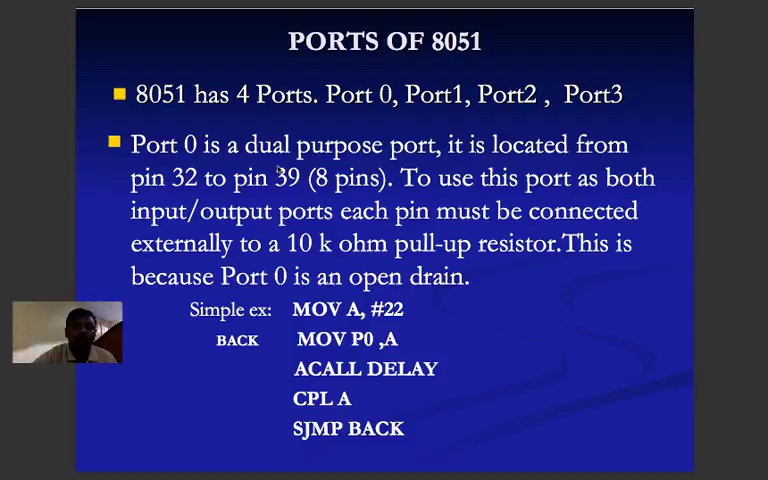 PORTS OF 8051
8051 has 4 Ports. Port 0, Port1, Port2 , Port3
Port 0 is a dual purpose port, it is located from
pin 32 to pin 39 (8 pins). To use this port as both
input/output ports each pin must be connected
externally to a 10 k ohm pull-up resistor.This is
because Port 0 is an open drain.
Simple ex: MOV A, #22
BACK MOV P0 ,A
ACALL DELAY
CPL A
SJMP BACK